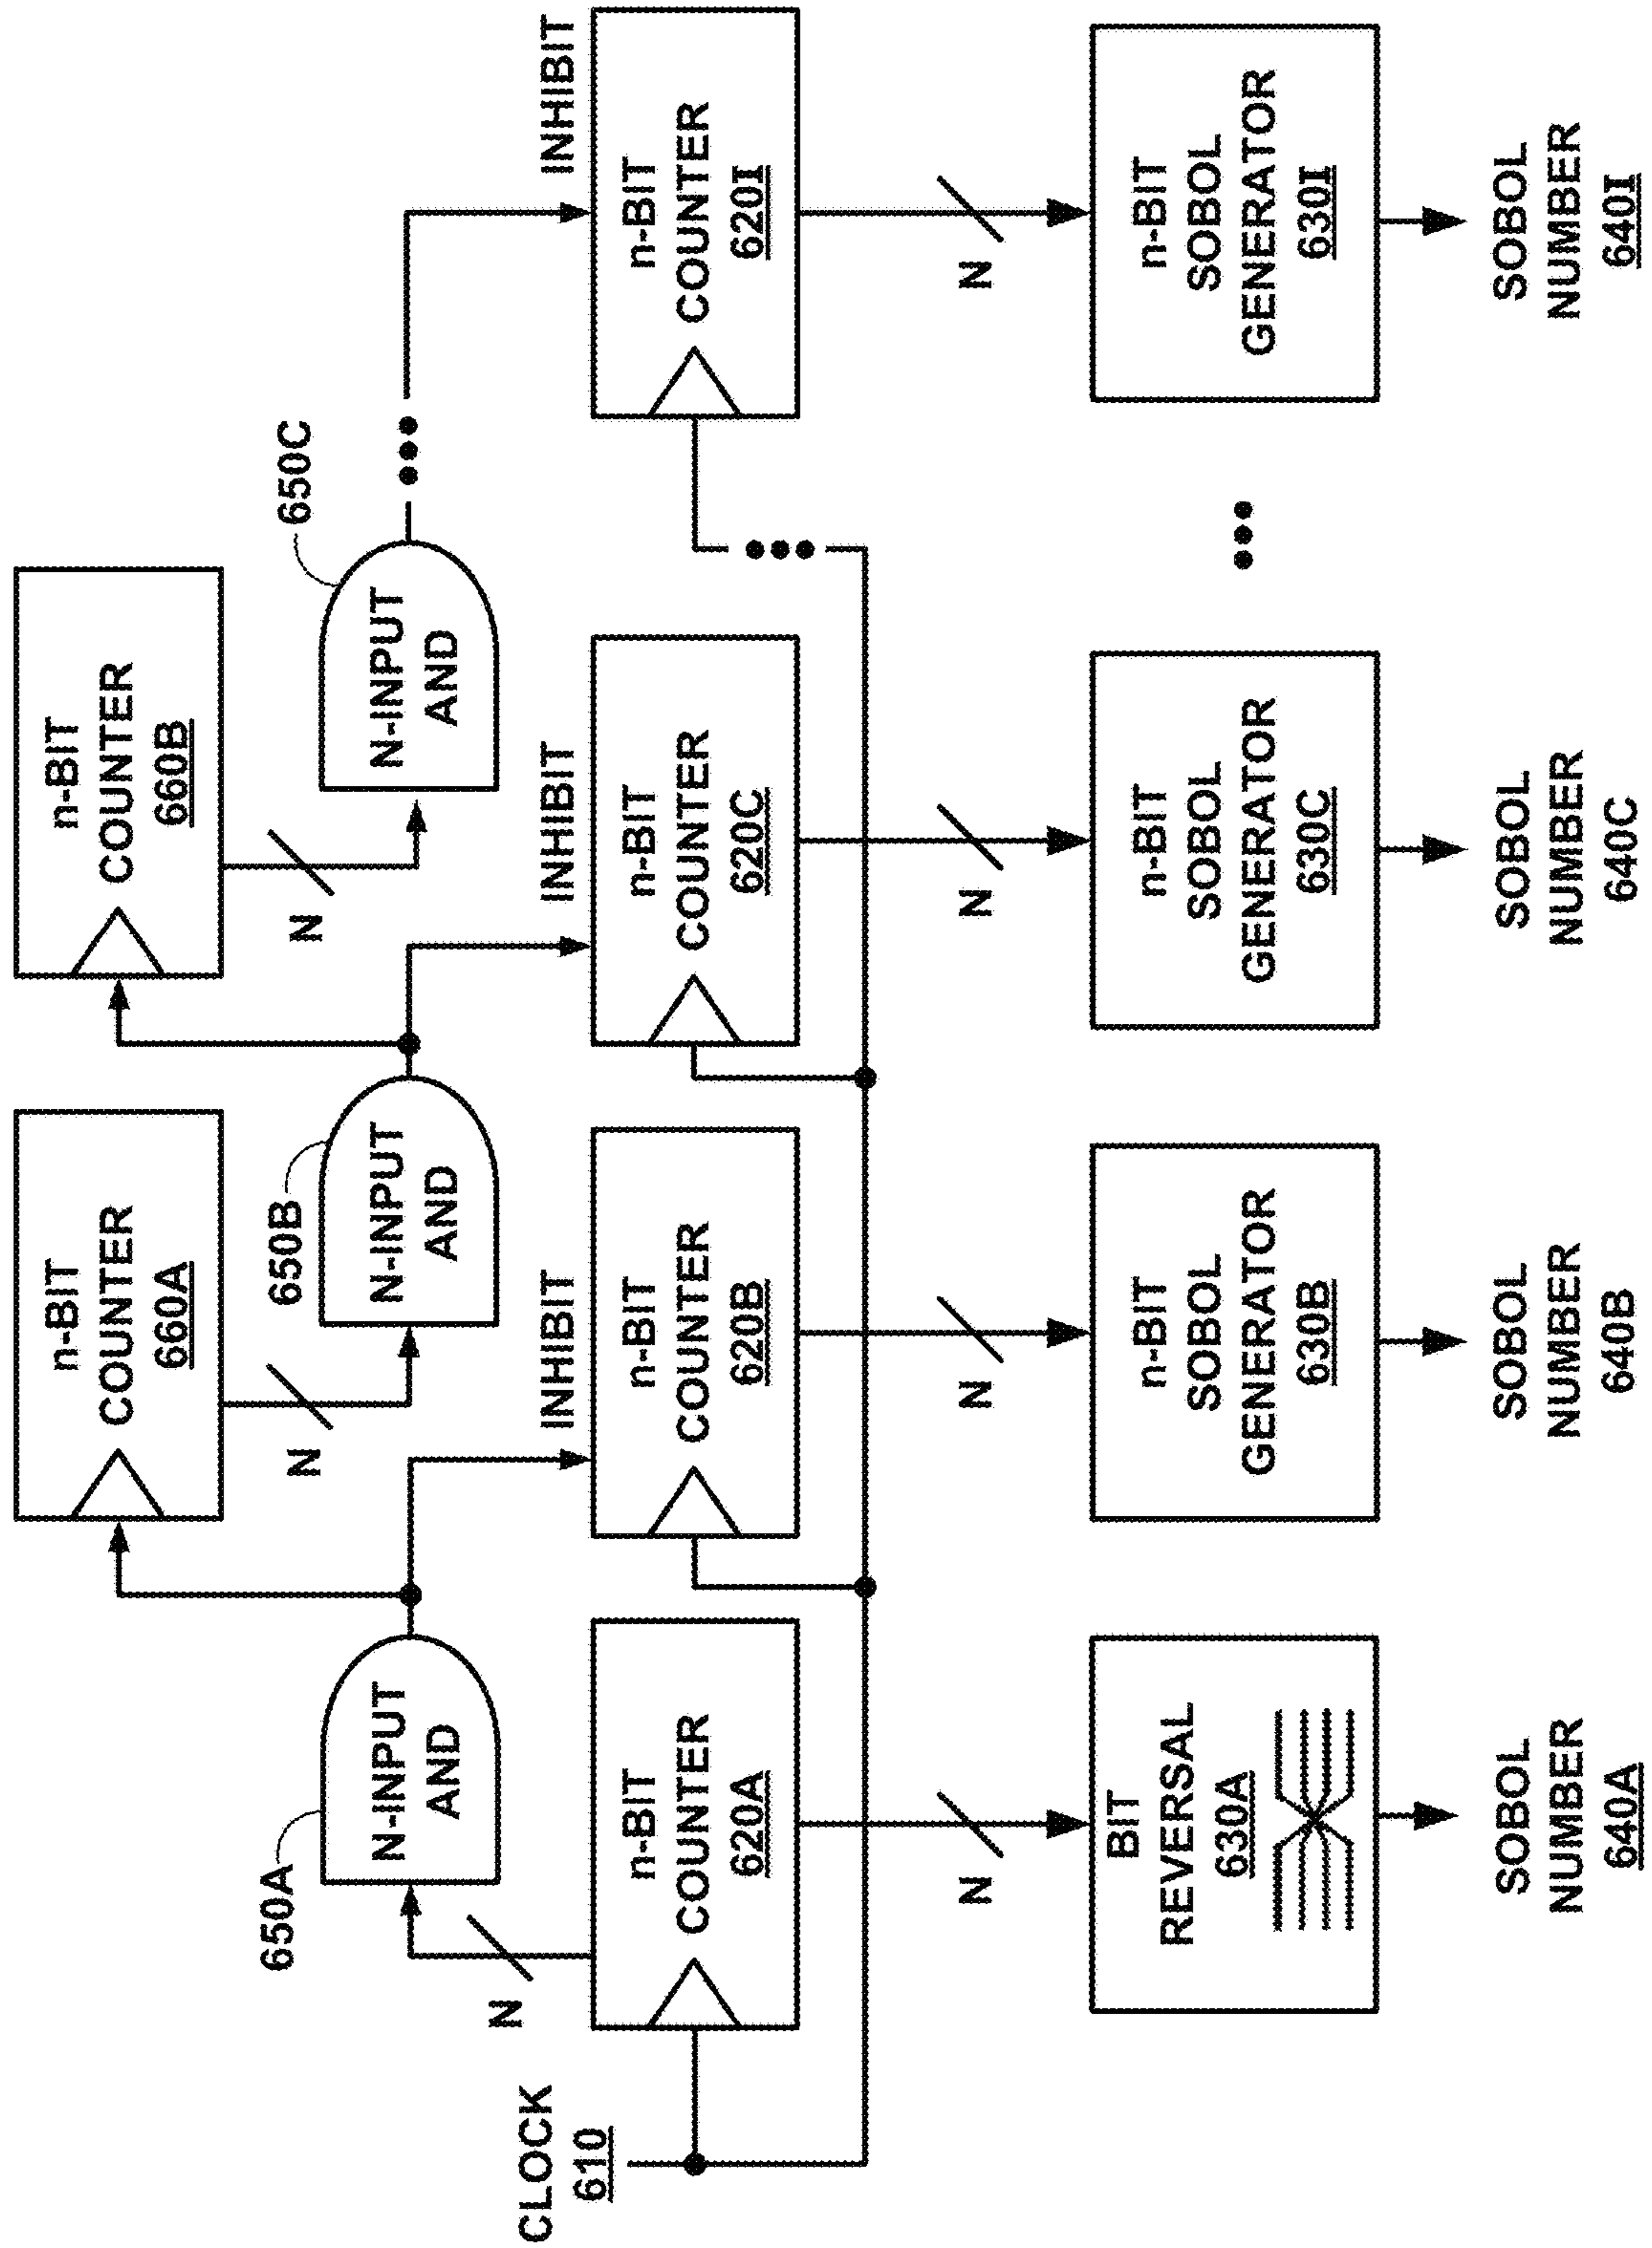 n-BIT
COUNTER
660A
n-BIT
COUNTER
660B
650A
N-INPUT
AND
N
650B
N-INPUT
AND
N
650C
N-INPUT
AND
N
CLOCK
610
n-BIT
COUNTER
620A
INHIBIT
n-BIT
COUNTER
620B
INHIBIT
n-BIT
COUNTER
620C
INHIBIT
n-BIT
COUNTER
620I
N
N
N
N
BIT
REVERSAL
630A
n-BIT
SOBOL
GENERATOR
630B
n-BIT
SOBOL
GENERATOR
630C
n-BIT
SOBOL
GENERATOR
630I
SOBOL
NUMBER
640A
SOBOL
NUMBER
640B
SOBOL
NUMBER
640C
SOBOL
NUMBER
640I